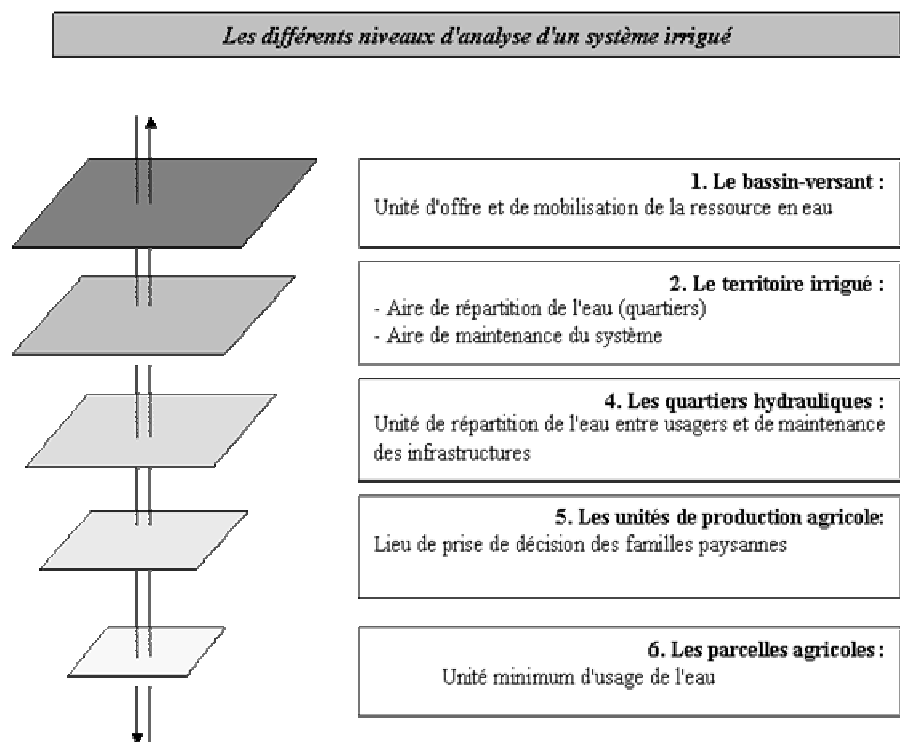 Les différents niveaux d'analyse d'un système irrigué
1. Le bassin-versant :
Unité d'offre et de mobilisation de la ressource en eau
2. Le territoire irrigué :
- Aire de répartition de l'eau (quartiers)
- Aire de maintenance du système
4. Les quartiers hydrauliques :
Unité de répartition de l'eau entre usagers et de maintenance
des infrastructures
5. Les unités de production agricole:
Lieu de prise de décision des familles paysannes
6. Les parcelles agricoles :
Unité minimum d'usage de l'eau